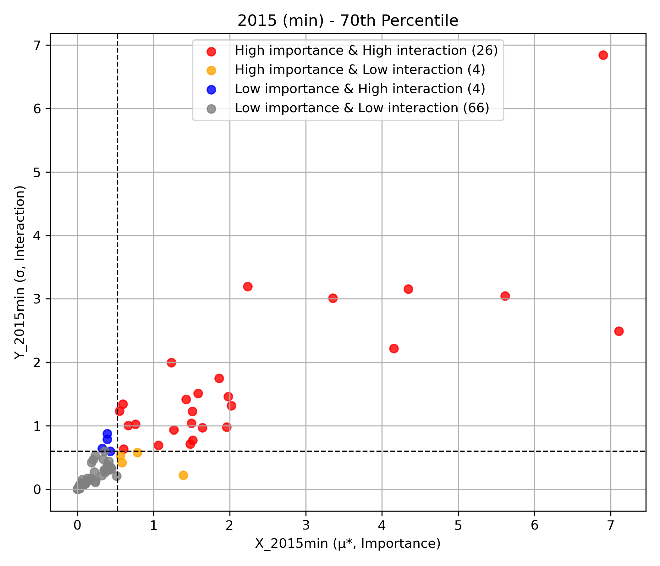 2015 (min) - 70th Percentile
High importance & High interaction (26)
High importance & Low interaction (4)
Low importance & High interaction (4)
Low importance & Low interaction (66)
Y_2015min (σ, Interaction)
7
6
5
4
3
2
1
0
0 1 2 3 4 5 6 7
X_2015min (μ*, Importance)